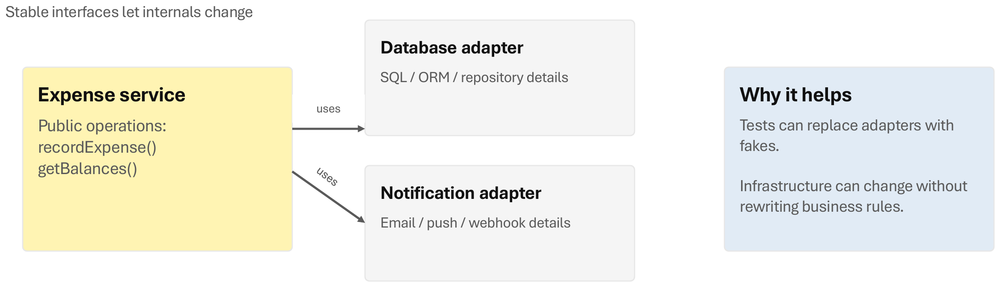 Stable interfaces let internals change
Expense service
Public operations:
recordExpense()
getBalances()
uses
uses
Database adapter
SQL / ORM / repository details
Notification adapter
Email / push / webhook details
Why it helps
Tests can replace adapters with
fakes.
Infrastructure can change without
rewriting business rules.